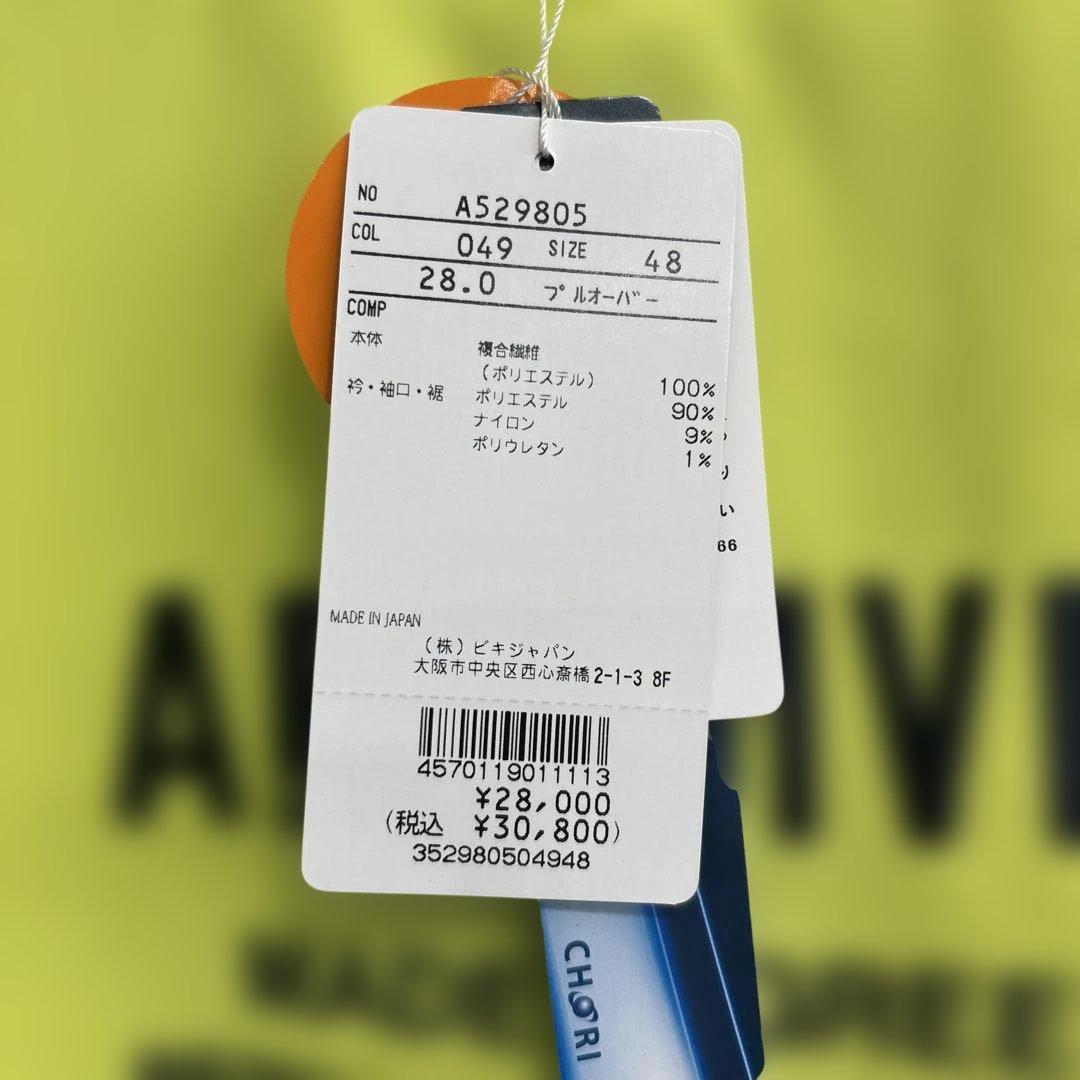 NO A529805
COL 049 SIZE 48
28.0 プルオーバー
COMP
本体 複合繊維
(ポリエステル) 100%
衿・袖口・裾 ポリエステル 90%
ナイロン 9%
ポリウレタン 1%
り
い
66
MADE IN JAPAN
(株)ビキジャパン
大阪市中央区西心斎橋2-1-3 8F
4570119011113
¥28,000
(税込 ¥30,800)
352980504948
CHORI